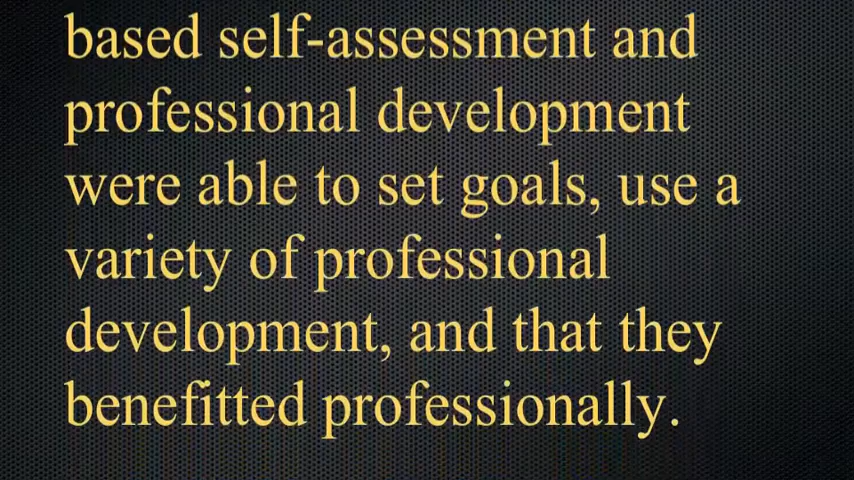 based self-assessment and
professional development
were able to set goals, use a
variety of professional
development, and that they
benefitted professionally.